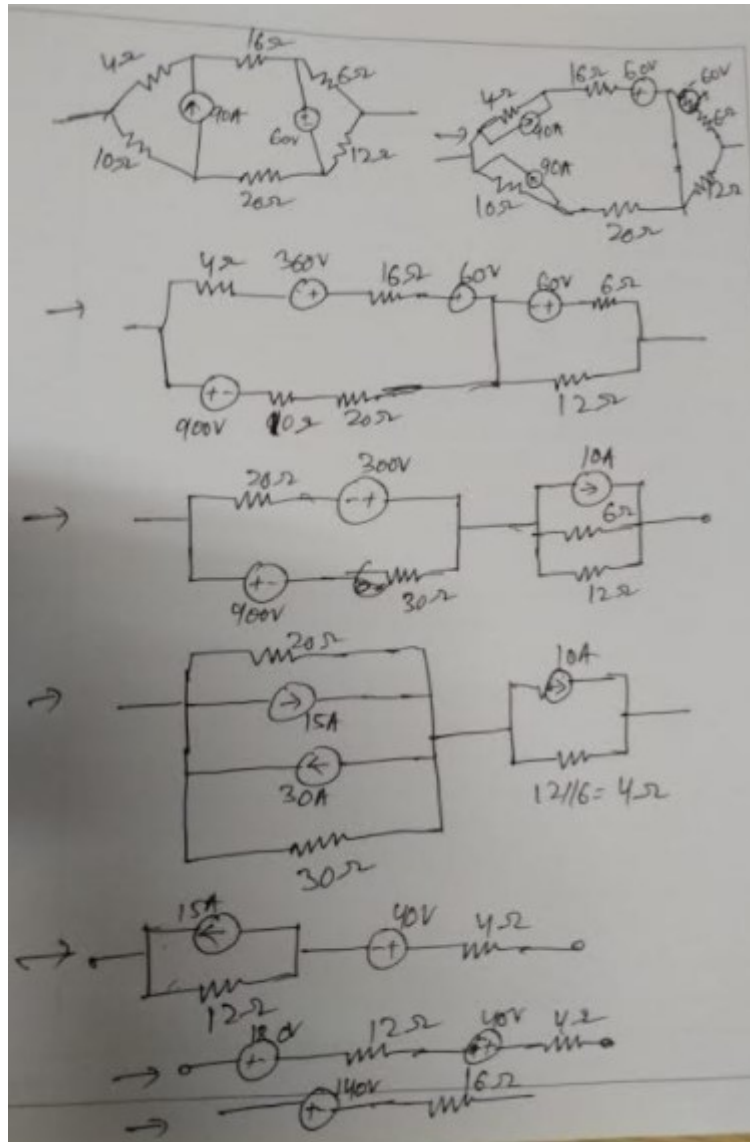 16Ω
4Ω 6Ω
90A 60V
10Ω 12Ω
20Ω
16Ω 60V 60V
4Ω 6Ω
→ 90A
90A
10Ω 12Ω
20Ω
4Ω 360V 16Ω 60V 60V 6Ω
→
900V 10Ω 20Ω 12Ω
20Ω 300V 10A
→ 6Ω
900V 30Ω 12Ω
20Ω 10A
→ 15A
30A 12//6 = 4Ω
30Ω
15A 40V 4Ω
→
12Ω
180V 12Ω 40V 4Ω
→
140V 16Ω
→